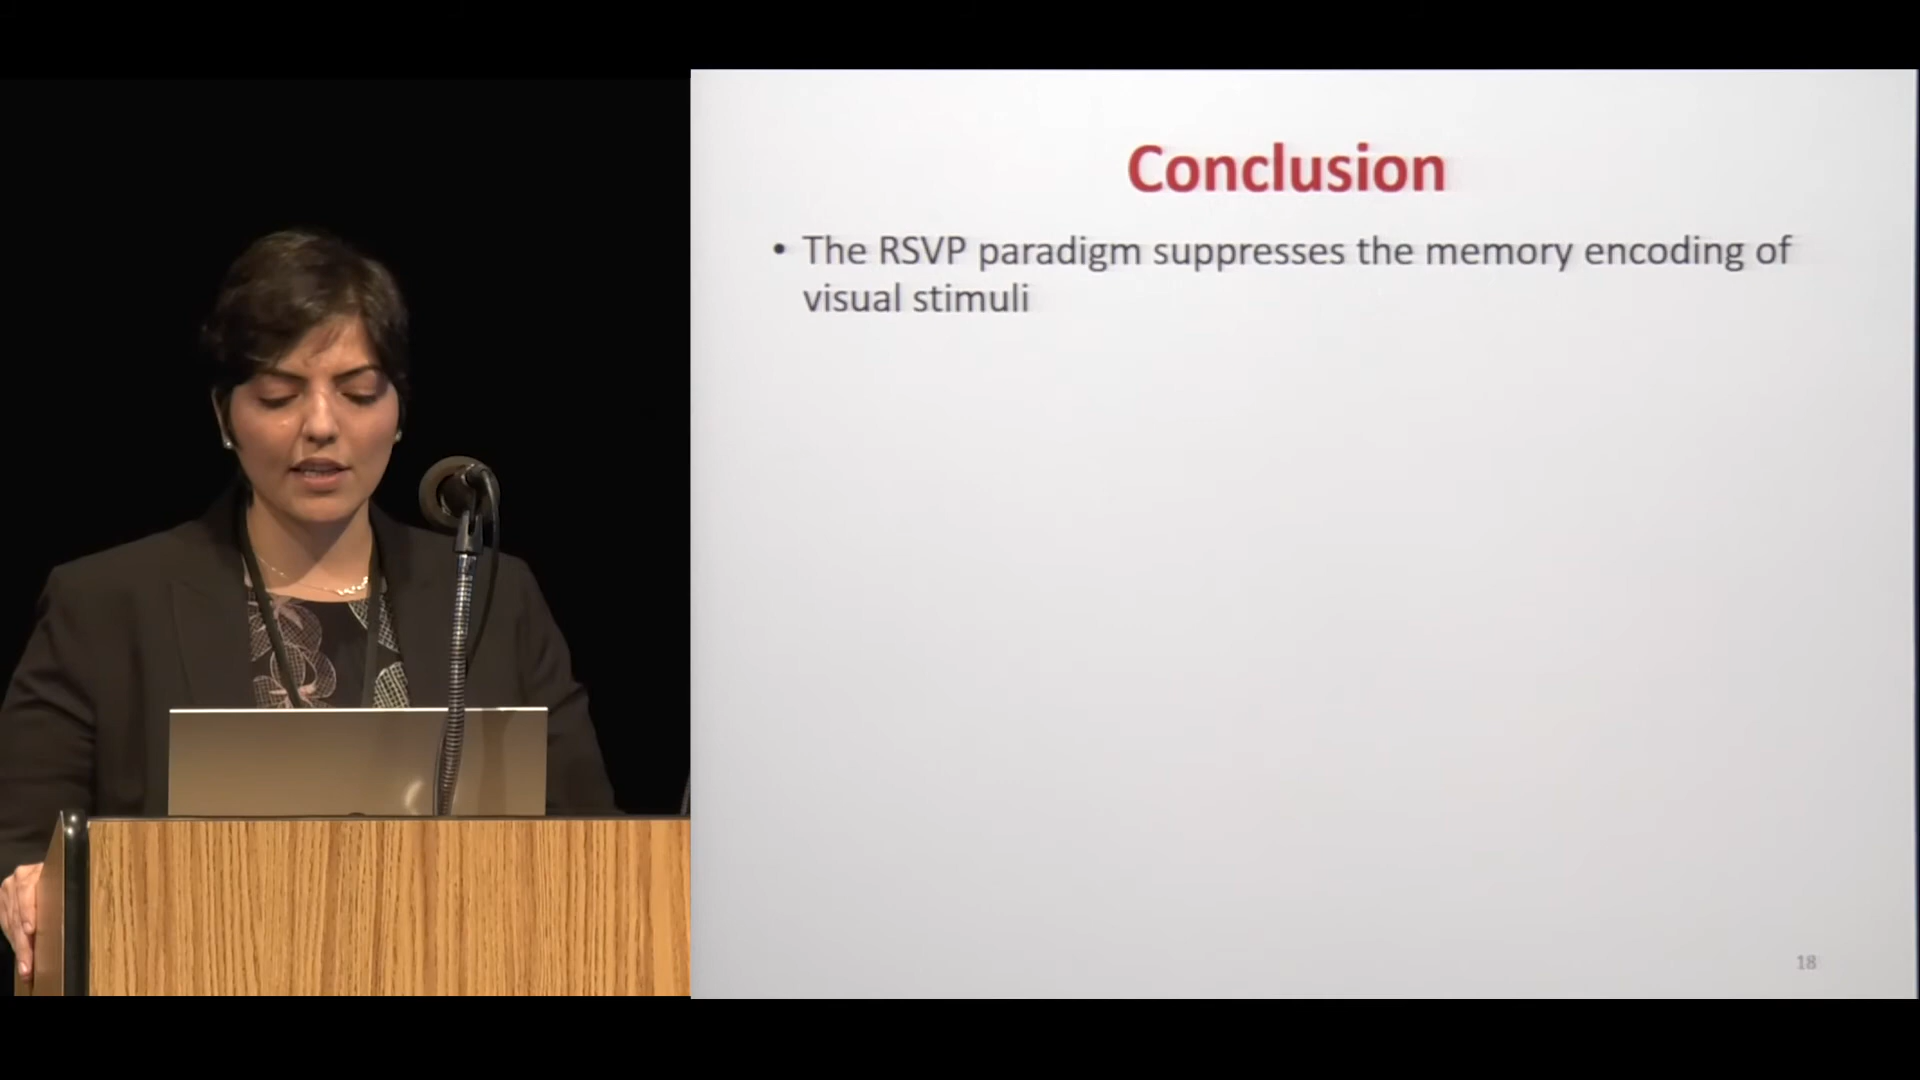 Conclusion
• The RSVP paradigm suppresses the memory encoding of
visual stimuli
18